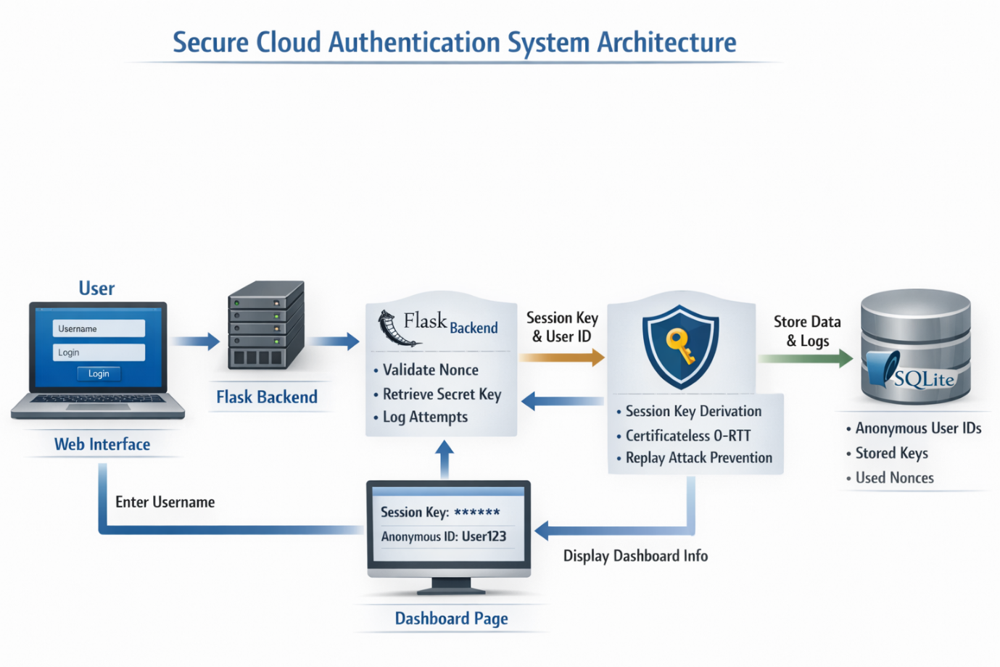 Secure Cloud Authentication System Architecture
User
Username
Login
Login
Web Interface
Flask Backend
Flask Backend
• Validate Nonce
• Retrieve Secret Key
• Log Attempts
Session Key
& User ID
• Session Key Derivation
• Certificateless 0-RTT
• Replay Attack Prevention
Store Data
& Logs
SQLite
• Anonymous User IDs
• Stored Keys
• Used Nonces
Enter Username
Session Key: ******
Anonymous ID: User123
Display Dashboard Info
Dashboard Page